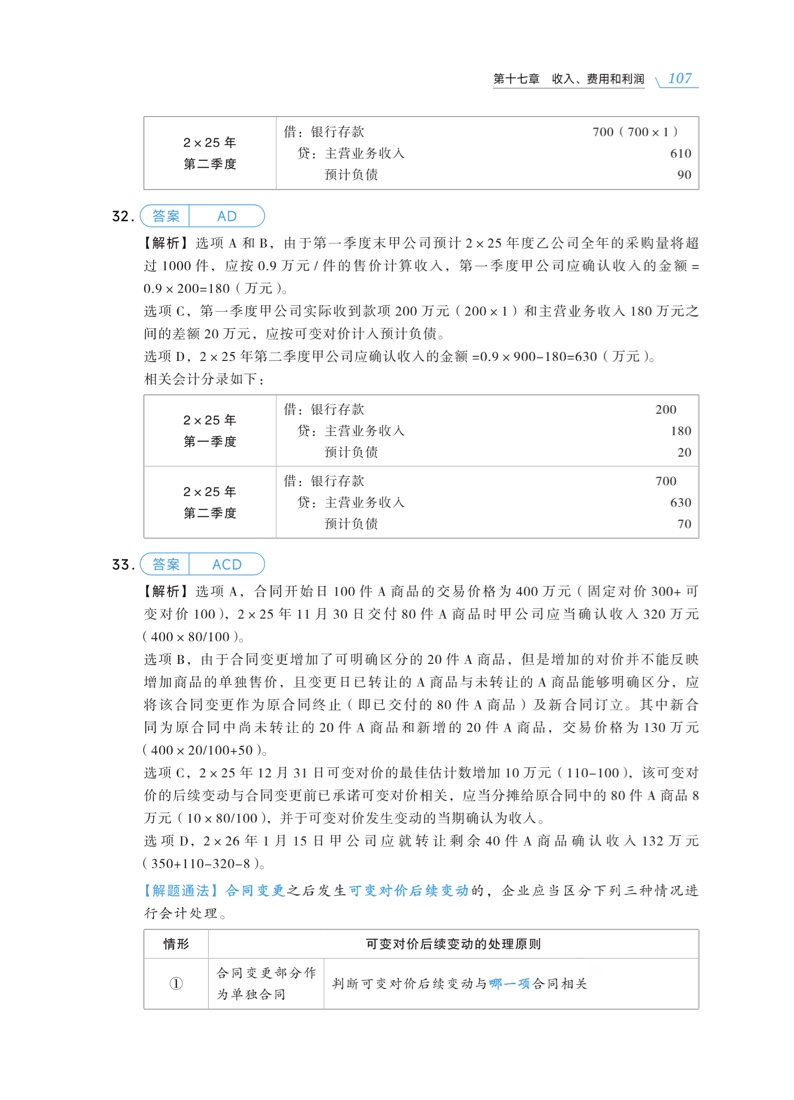 第十七章 收入、费用和利润 107
2×25 年
第二季度
借：银行存款 700（700×1）
贷：主营业务收入 610
预计负债 90
32. 答案 AD
【解析】选项 A 和 B，由于第一季度末甲公司预计 2×25 年度乙公司全年的采购量将超
过 1000 件，应按 0.9 万元 / 件的售价计算收入，第一季度甲公司应确认收入的金额 =
0.9×200=180（万元）。
选项 C，第一季度甲公司实际收到款项 200 万元（200×1）和主营业务收入 180 万元之
间的差额 20 万元，应按可变对价计入预计负债。
选项 D，2×25 年第二季度甲公司应确认收入的金额 =0.9×900-180=630（万元）。
相关会计分录如下：
2×25 年
第一季度
借：银行存款 200
贷：主营业务收入 180
预计负债 20
2×25 年
第二季度
借：银行存款 700
贷：主营业务收入 630
预计负债 70
33. 答案 ACD
【解析】选项 A，合同开始日 100 件 A 商品的交易价格为 400 万元（固定对价 300+ 可
变对价 100），2×25 年 11 月 30 日交付 80 件 A 商品时甲公司应当确认收入 320 万元
（400×80/100）。
选项 B，由于合同变更增加了可明确区分的 20 件 A 商品，但是增加的对价并不能反映
增加商品的单独售价，且变更日已转让的 A 商品与未转让的 A 商品能够明确区分，应
将该合同变更作为原合同终止（即已交付的 80 件 A 商品）及新合同订立。其中新合
同为原合同中尚未转让的 20 件 A 商品和新增的 20 件 A 商品，交易价格为 130 万元
（400×20/100+50）。
选项 C，2×25 年 12 月 31 日可变对价的最佳估计数增加 10 万元（110-100），该可变对
价的后续变动与合同变更前已承诺可变对价相关，应当分摊给原合同中的 80 件 A 商品 8
万元（10×80/100），并于可变对价发生变动的当期确认为收入。
选项 D，2×26 年 1 月 15 日甲公司应就转让剩余 40 件 A 商品确认收入 132 万元
（350+110-320-8）。
【解题通法】合同变更之后发生可变对价后续变动的，企业应当区分下列三种情况进
行会计处理。
情形 可变对价后续变动的处理原则
①
合同变更部分作
为单独合同
判断可变对价后续变动与哪一项合同相关